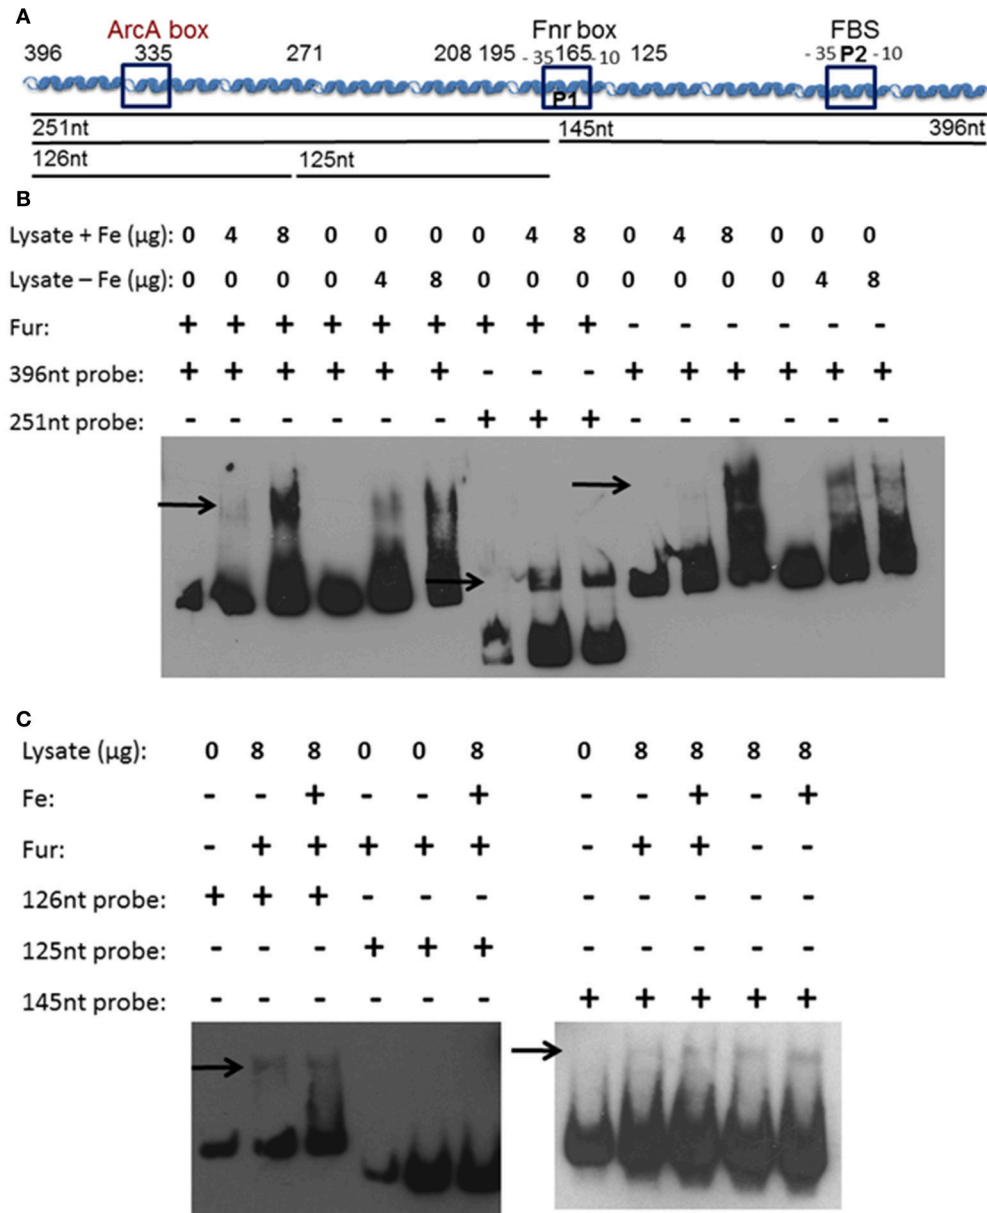 A
ArcA box Fnr box FBS
396 335 271 208 195 -35 165 -10 125 -35 P2 -10
P1
251nt 145nt 396nt
126nt 125nt
B
Lysate + Fe (µg): 0 4 8 0 0 0 0 4 8 0 4 8 0 0 0
Lysate – Fe (µg): 0 0 0 0 4 8 0 0 0 0 0 0 0 4 8
Fur: + + + + + + + + + - - - - - -
396nt probe: + + + + + + - - - + + + + + +
251nt probe: - - - - - - + + + - - - - - -
C
Lysate (µg): 0 8 8 0 0 8 0 8 8 8 8
Fe: - - + - - + - - + - +
Fur: - + + + + + - + + - -
126nt probe: + + + - - - - - - - -
125nt probe: - - - + + + - - - - -
145nt probe: - - - - - - + + + + +